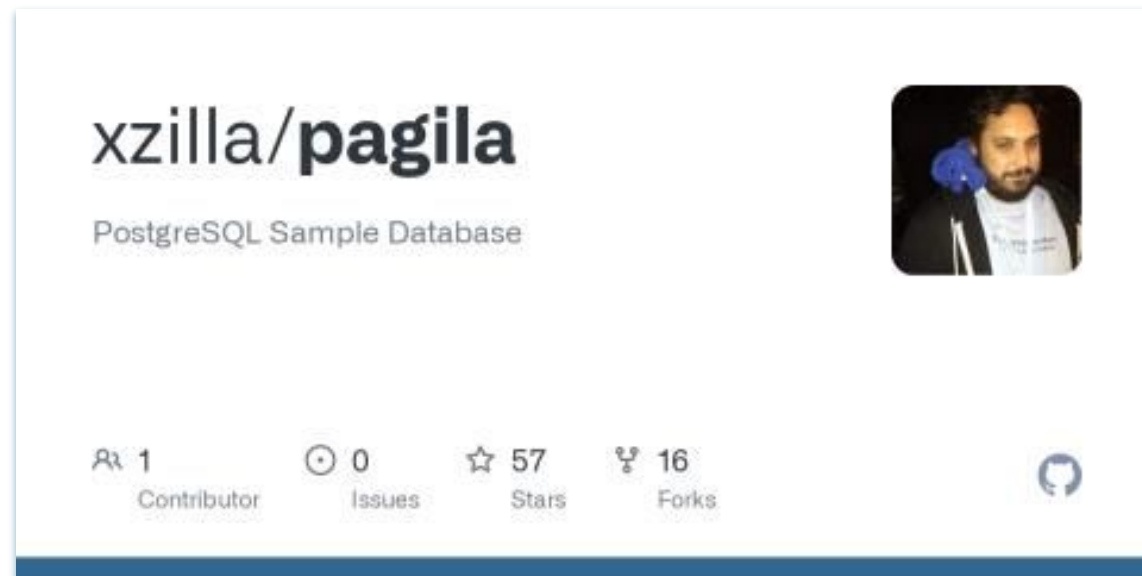 xzilla/pagila
PostgreSQL Sample Database
1
Contributor
0
Issues
57
Stars
16
Forks